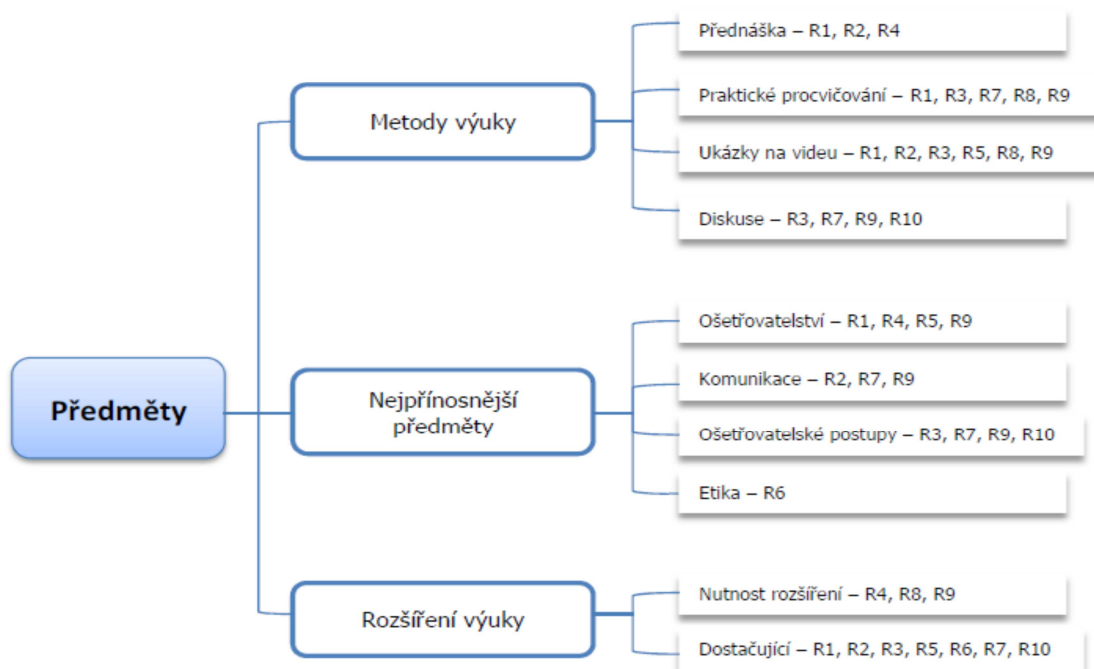 Předměty
Metody výuky
Přednáška – R1, R2, R4
Praktické procvičování – R1, R3, R7, R8, R9
Ukázky na videu – R1, R2, R3, R5, R8, R9
Diskuse – R3, R7, R9, R10
Nejpřínosnější
předměty
Ošetřovatelství – R1, R4, R5, R9
Komunikace – R2, R7, R9
Ošetřovatelské postupy – R3, R7, R9, R10
Etika – R6
Rozšíření výuky
Nutnost rozšíření – R4, R8, R9
Dostačující – R1, R2, R3, R5, R6, R7, R10